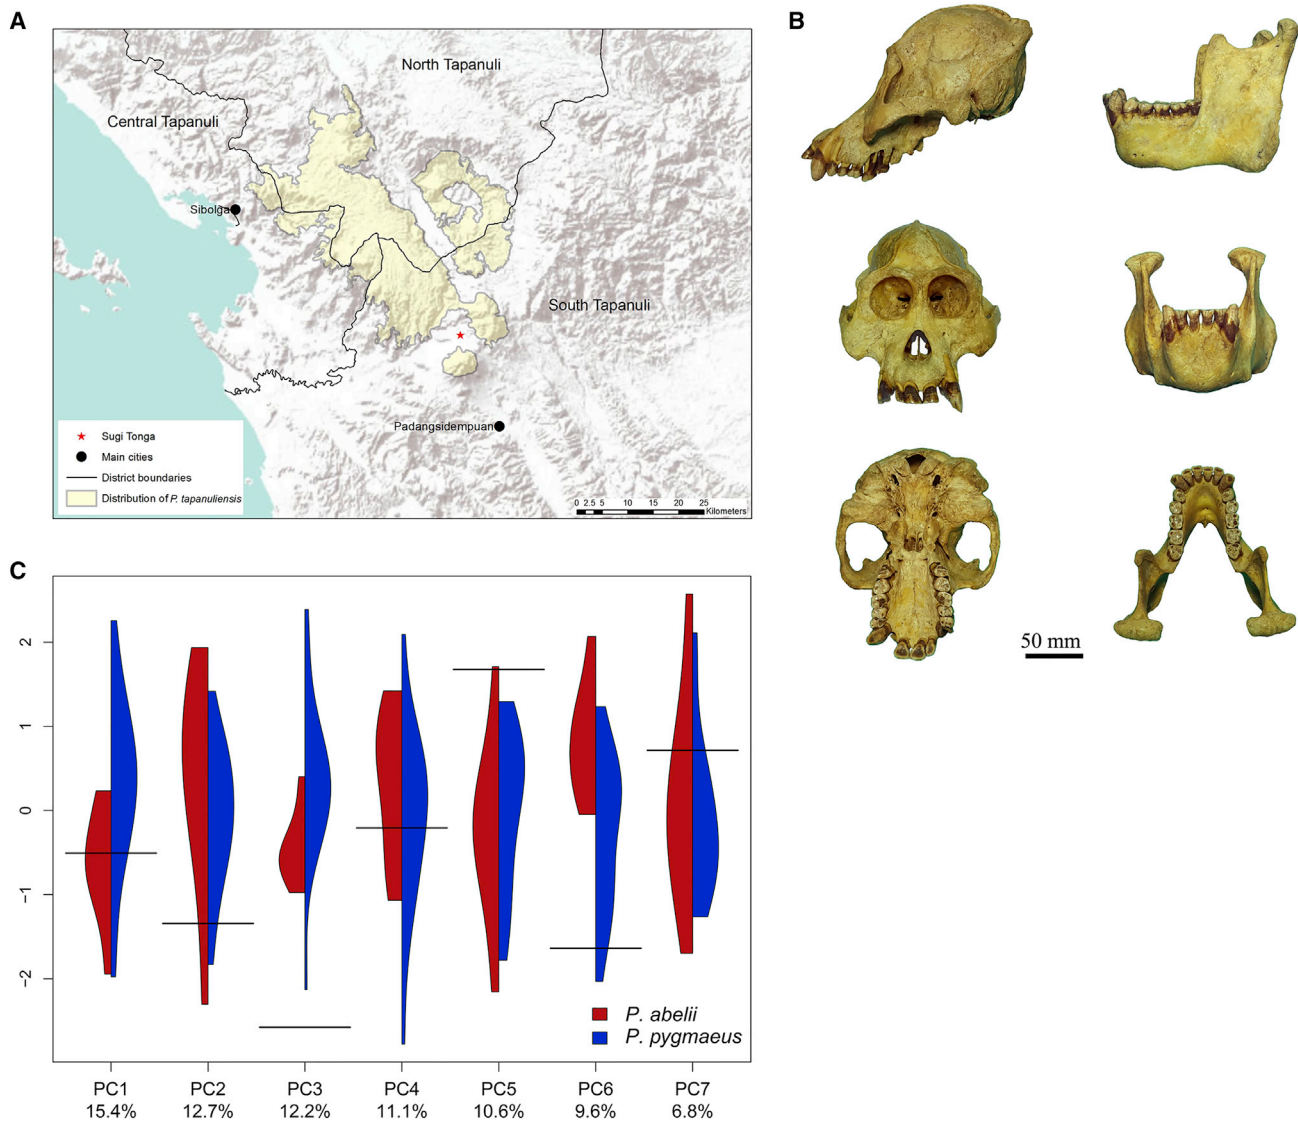 A
North Tapanuli
Central Tapanuli
Sibolga
South Tapanuli
Padangsidempuan
Sugi Tonga
Main cities
District boundaries
Distribution of P. tapanuliensis
0 2.5 5 10 15 20 25
Kilometers
B
50 mm
C
2
1
0
−1
−2
P. abelii
P. pygmaeus
PC1 PC2 PC3 PC4 PC5 PC6 PC7
15.4% 12.7% 12.2% 11.1% 10.6% 9.6% 6.8%